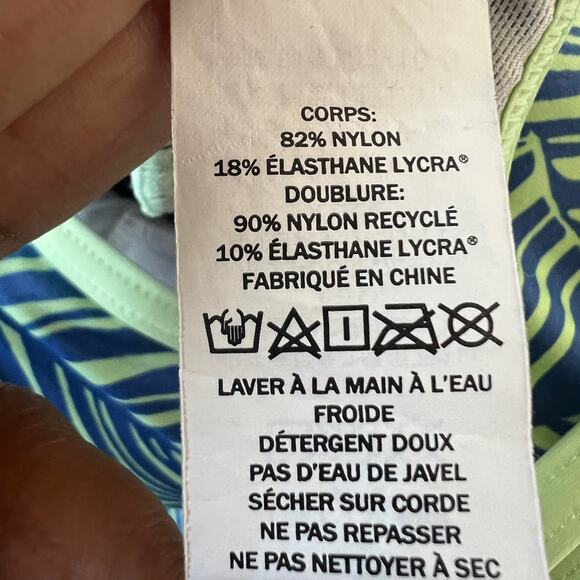 CORPS:
82% NYLON
18% ÉLASTHANE LYCRA®
DOUBLURE:
90% NYLON RECYCLÉ
10% ÉLASTHANE LYCRA®
FABRIQUÉ EN CHINE
LAVER À LA MAIN À L'EAU
FROIDE
DÉTERGENT DOUX
PAS D'EAU DE JAVEL
SÉCHER SUR CORDE
NE PAS REPASSER
NE PAS NETTOYER À SEC